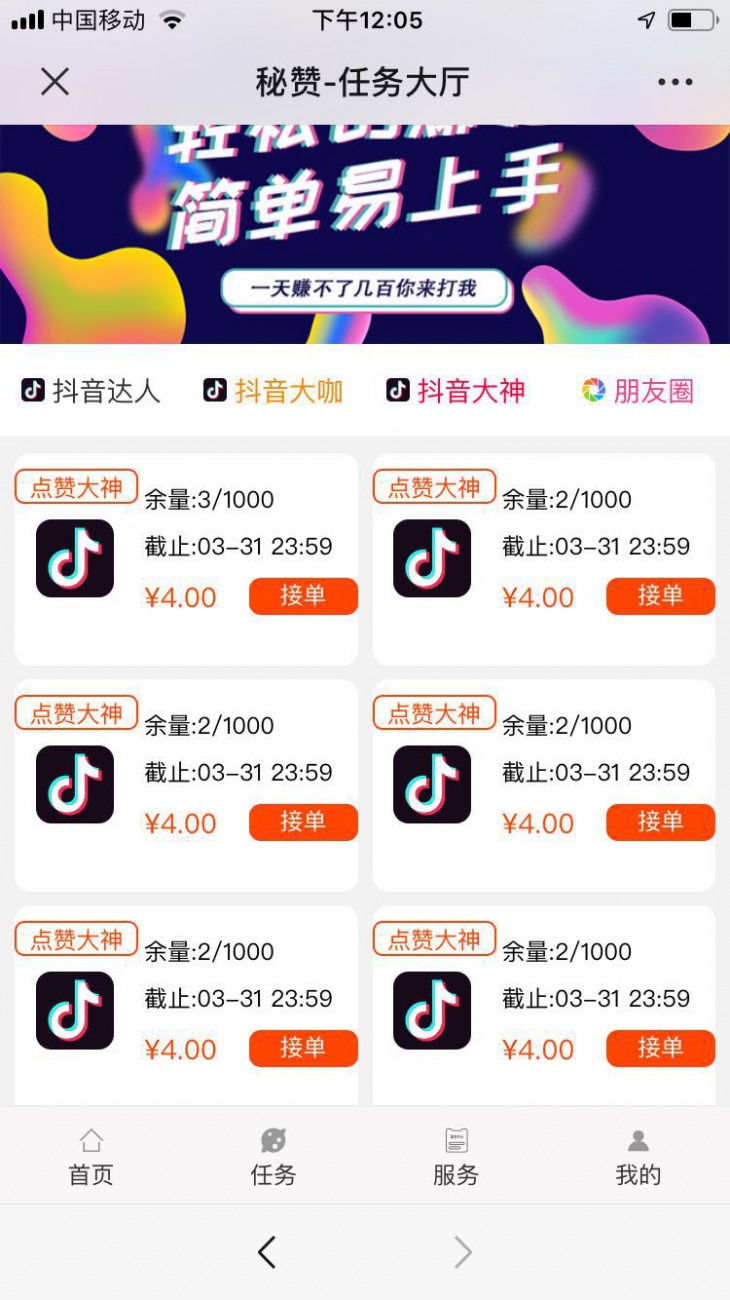 中国移动
下午12:05
秘赞-任务大厅
简单易上手
一天赚不了几百你来打我
抖音达人
抖音大咖
抖音大神
朋友圈
点赞大神
余量:3/1000
截止:03-31 23:59
¥4.00
接单
点赞大神
余量:2/1000
截止:03-31 23:59
¥4.00
接单
点赞大神
余量:2/1000
截止:03-31 23:59
¥4.00
接单
点赞大神
余量:2/1000
截止:03-31 23:59
¥4.00
接单
点赞大神
余量:2/1000
截止:03-31 23:59
¥4.00
接单
点赞大神
余量:2/1000
截止:03-31 23:59
¥4.00
接单
首页
任务
服务
我的